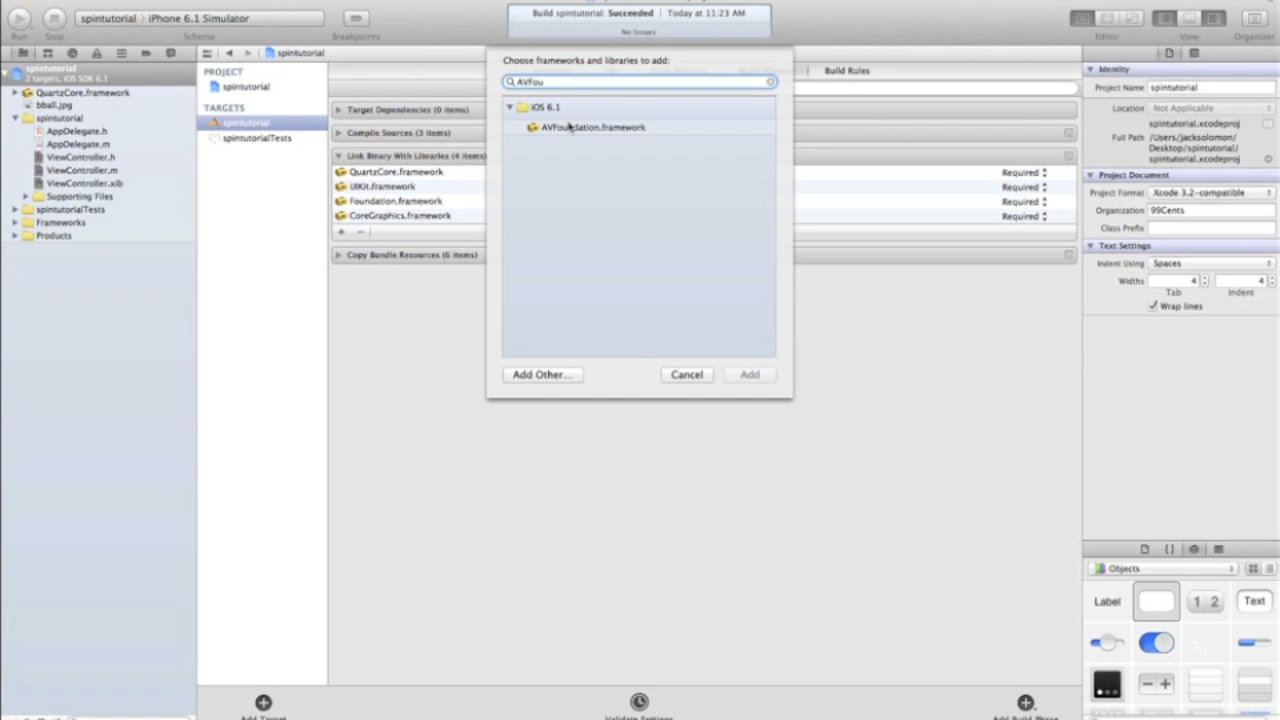 spintutorial › iPhone 6.1 Simulator
Build spintutorial: Succeeded | Today at 11:23 AM
No Issues
Run
Stop
Scheme
Breakpoints
Editor
View
Organizer
spintutorial
2 targets, iOS SDK 6.1
QuartzCore.framework
bball.jpg
spintutorial
AppDelegate.h
AppDelegate.m
ViewController.h
ViewController.m
ViewController.xib
Supporting Files
spintutorialTests
Frameworks
Products
spintutorial
PROJECT
spintutorial
TARGETS
spintutorial
spintutorialTests
Build Rules
Target Dependencies (0 items)
Compile Sources (3 items)
Link Binary With Libraries (4 items)
QuartzCore.framework Required
UIKit.framework Required
Foundation.framework Required
CoreGraphics.framework Required
Copy Bundle Resources (6 items)
Choose frameworks and libraries to add:
AVFou
iOS 6.1
AVFoundation.framework
Add Other...
Cancel
Add
Add Target
Validate Settings
Add Build Phase
Identity
Project Name spintutorial
Location Not Applicable
spintutorial.xcodeproj
Full Path /Users/jacksolomon/
Desktop/spintutorial/
spintutorial.xcodeproj
Project Document
Project Format Xcode 3.2-compatible
Organization 99Cents
Class Prefix
Text Settings
Indent Using Spaces
Widths 4 4
Tab Indent
Wrap lines
Objects
Label 1 2 Text